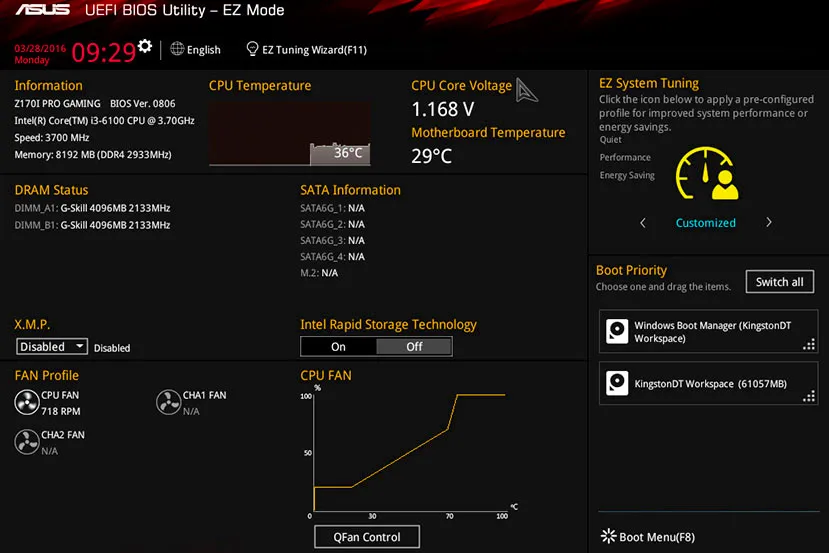 ASUS UEFI BIOS Utility – EZ Mode
03/28/2016
Monday
09:29
English
EZ Tuning Wizard(F11)
Information
Z170I PRO GAMING BIOS Ver. 0806
Intel(R) Core(TM) i3-6100 CPU @ 3.70GHz
Speed: 3700 MHz
Memory: 8192 MB (DDR4 2933MHz)
CPU Temperature
36°C
CPU Core Voltage
1.168 V
Motherboard Temperature
29°C
EZ System Tuning
Click the icon below to apply a pre-configured
profile for improved system performance or
energy savings.
Quiet
Performance
Energy Saving
Customized
DRAM Status
DIMM_A1: G-Skill 4096MB 2133MHz
DIMM_B1: G-Skill 4096MB 2133MHz
SATA Information
SATA6G_1: N/A
SATA6G_2: N/A
SATA6G_3: N/A
SATA6G_4: N/A
M.2: N/A
X.M.P.
Disabled Disabled
Intel Rapid Storage Technology
On Off
Boot Priority
Choose one and drag the items.
Switch all
Windows Boot Manager (KingstonDT
Workspace)
KingstonDT Workspace (61057MB)
FAN Profile
CPU FAN
718 RPM
CHA1 FAN
N/A
CHA2 FAN
N/A
CPU FAN
%
100
50
0 30 70 100
°C
QFan Control
Boot Menu(F8)